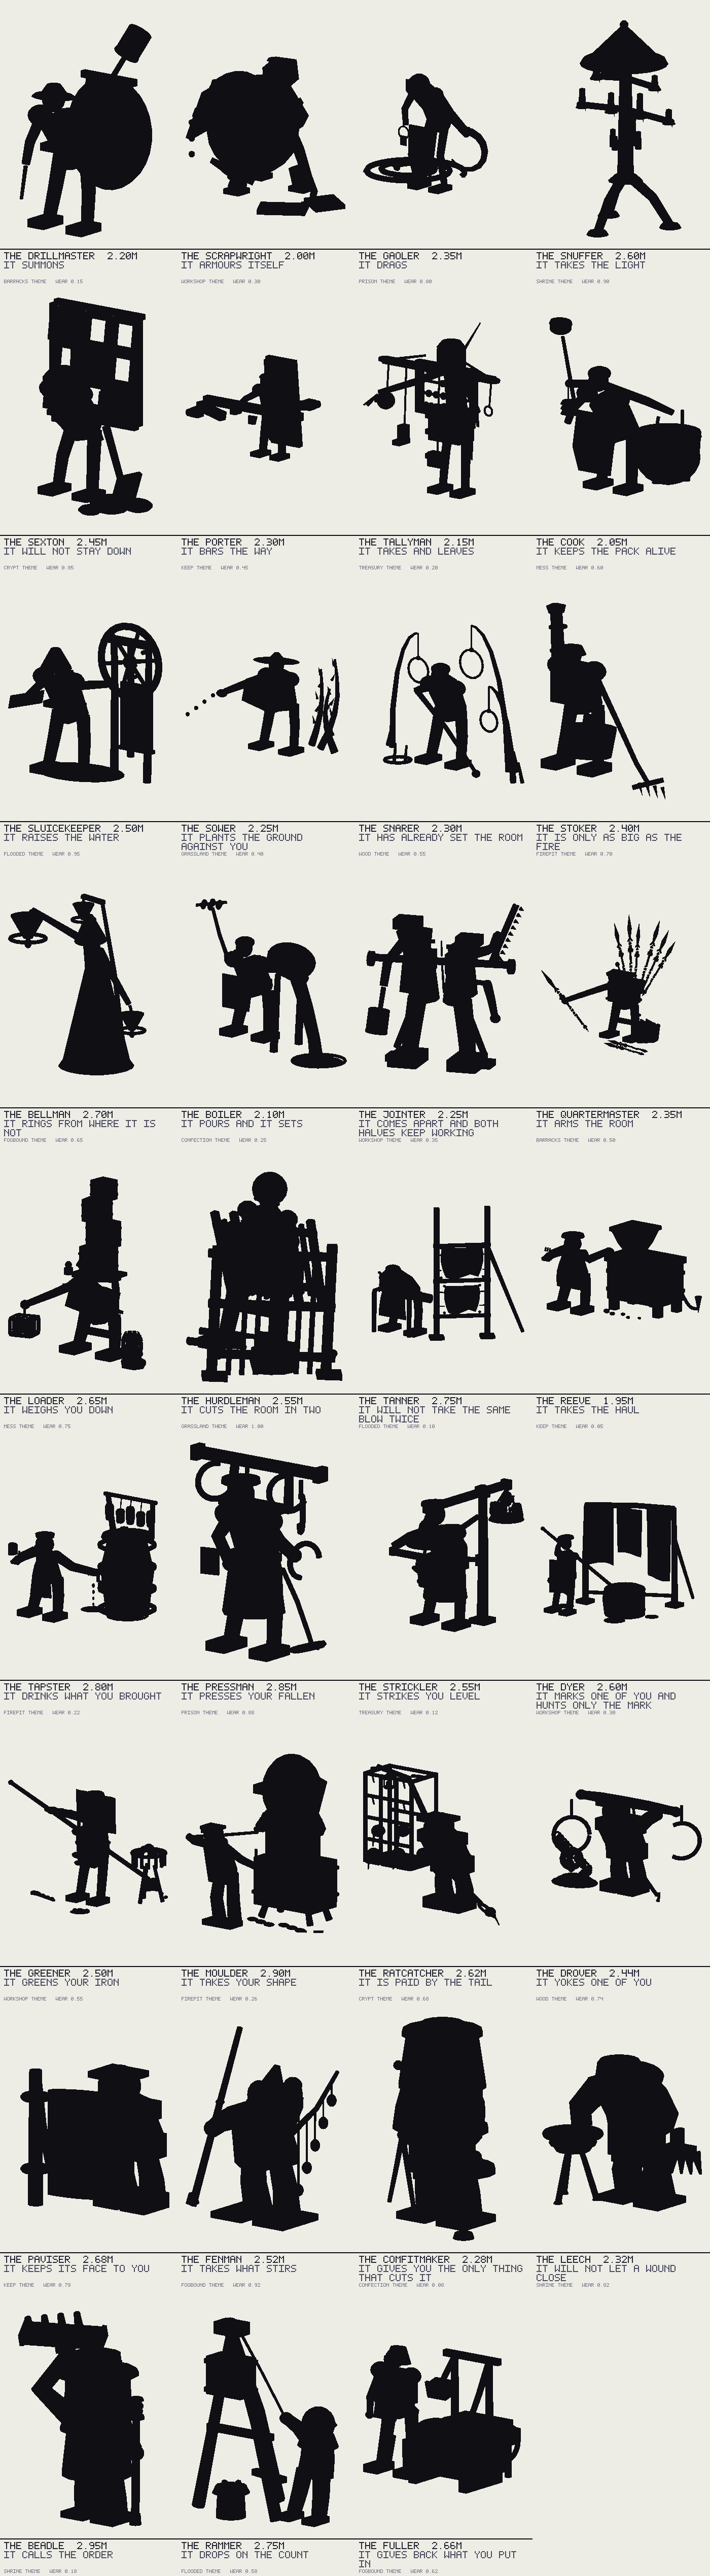 THE DRILLMASTER 2.20M
IT SUMMONS
BARRACKS THEME WEAR 0.15
THE SCRAPWRIGHT 2.00M
IT ARMOURS ITSELF
WORKSHOP THEME WEAR 0.30
THE GAOLER 2.35M
IT DRAGS
PRISON THEME WEAR 0.80
THE SNUFFER 2.60M
IT TAKES THE LIGHT
SHRINE THEME WEAR 0.90
THE SEXTON 2.45M
IT WILL NOT STAY DOWN
CRYPT THEME WEAR 0.85
THE PORTER 2.30M
IT BARS THE WAY
KEEP THEME WEAR 0.45
THE TALLYMAN 2.15M
IT TAKES AND LEAVES
TREASURY THEME WEAR 0.20
THE COOK 2.05M
IT KEEPS THE PACK ALIVE
MESS THEME WEAR 0.60
THE SLUICEKEEPER 2.50M
IT RAISES THE WATER
FLOODED THEME WEAR 0.95
THE SOWER 2.25M
IT PLANTS THE GROUND
AGAINST YOU
GRASSLAND THEME WEAR 0.40
THE SNARER 2.30M
IT HAS ALREADY SET THE ROOM
WOOD THEME WEAR 0.55
THE STOKER 2.40M
IT IS ONLY AS BIG AS THE
FIRE
FIREPIT THEME WEAR 0.70
THE BELLMAN 2.70M
IT RINGS FROM WHERE IT IS
NOT
FOGBOUND THEME WEAR 0.65
THE BOILER 2.10M
IT POURS AND IT SETS
CONFECTION THEME WEAR 0.25
THE JOINTER 2.25M
IT COMES APART AND BOTH
HALVES KEEP WORKING
WORKSHOP THEME WEAR 0.35
THE QUARTERMASTER 2.35M
IT ARMS THE ROOM
BARRACKS THEME WEAR 0.50
THE LOADER 2.65M
IT WEIGHS YOU DOWN
MESS THEME WEAR 0.75
THE HURDLEMAN 2.55M
IT CUTS THE ROOM IN TWO
GRASSLAND THEME WEAR 1.00
THE TANNER 2.75M
IT WILL NOT TAKE THE SAME
BLOW TWICE
FLOODED THEME WEAR 0.10
THE REEVE 1.95M
IT TAKES THE HAUL
KEEP THEME WEAR 0.05
THE TAPSTER 2.80M
IT DRINKS WHAT YOU BROUGHT
FIREPIT THEME WEAR 0.22
THE PRESSMAN 2.85M
IT PRESSES YOUR FALLEN
PRISON THEME WEAR 0.88
THE STRICKLER 2.55M
IT STRIKES YOU LEVEL
TREASURY THEME WEAR 0.12
THE DYER 2.60M
IT MARKS ONE OF YOU AND
HUNTS ONLY THE MARK
WORKSHOP THEME WEAR 0.38
THE GREENER 2.50M
IT GREENS YOUR IRON
WORKSHOP THEME WEAR 0.55
THE MOULDER 2.90M
IT TAKES YOUR SHAPE
FIREPIT THEME WEAR 0.26
THE RATCATCHER 2.62M
IT IS PAID BY THE TAIL
CRYPT THEME WEAR 0.68
THE DROVER 2.44M
IT YOKES ONE OF YOU
WOOD THEME WEAR 0.74
THE PAVISER 2.68M
IT KEEPS ITS FACE TO YOU
KEEP THEME WEAR 0.78
THE FENMAN 2.52M
IT TAKES WHAT STIRS
FOGBOUND THEME WEAR 0.92
THE COMFITMAKER 2.28M
IT GIVES YOU THE ONLY THING
THAT CUTS IT
CONFECTION THEME WEAR 0.08
THE LEECH 2.32M
IT WILL NOT LET A WOUND
CLOSE
SHRINE THEME WEAR 0.82
THE BEADLE 2.95M
IT CALLS THE ORDER
SHRINE THEME WEAR 0.18
THE RAMMER 2.75M
IT DROPS ON THE COUNT
FLOODED THEME WEAR 0.58
THE FULLER 2.66M
IT GIVES BACK WHAT YOU PUT
IN
FOGBOUND THEME WEAR 0.62